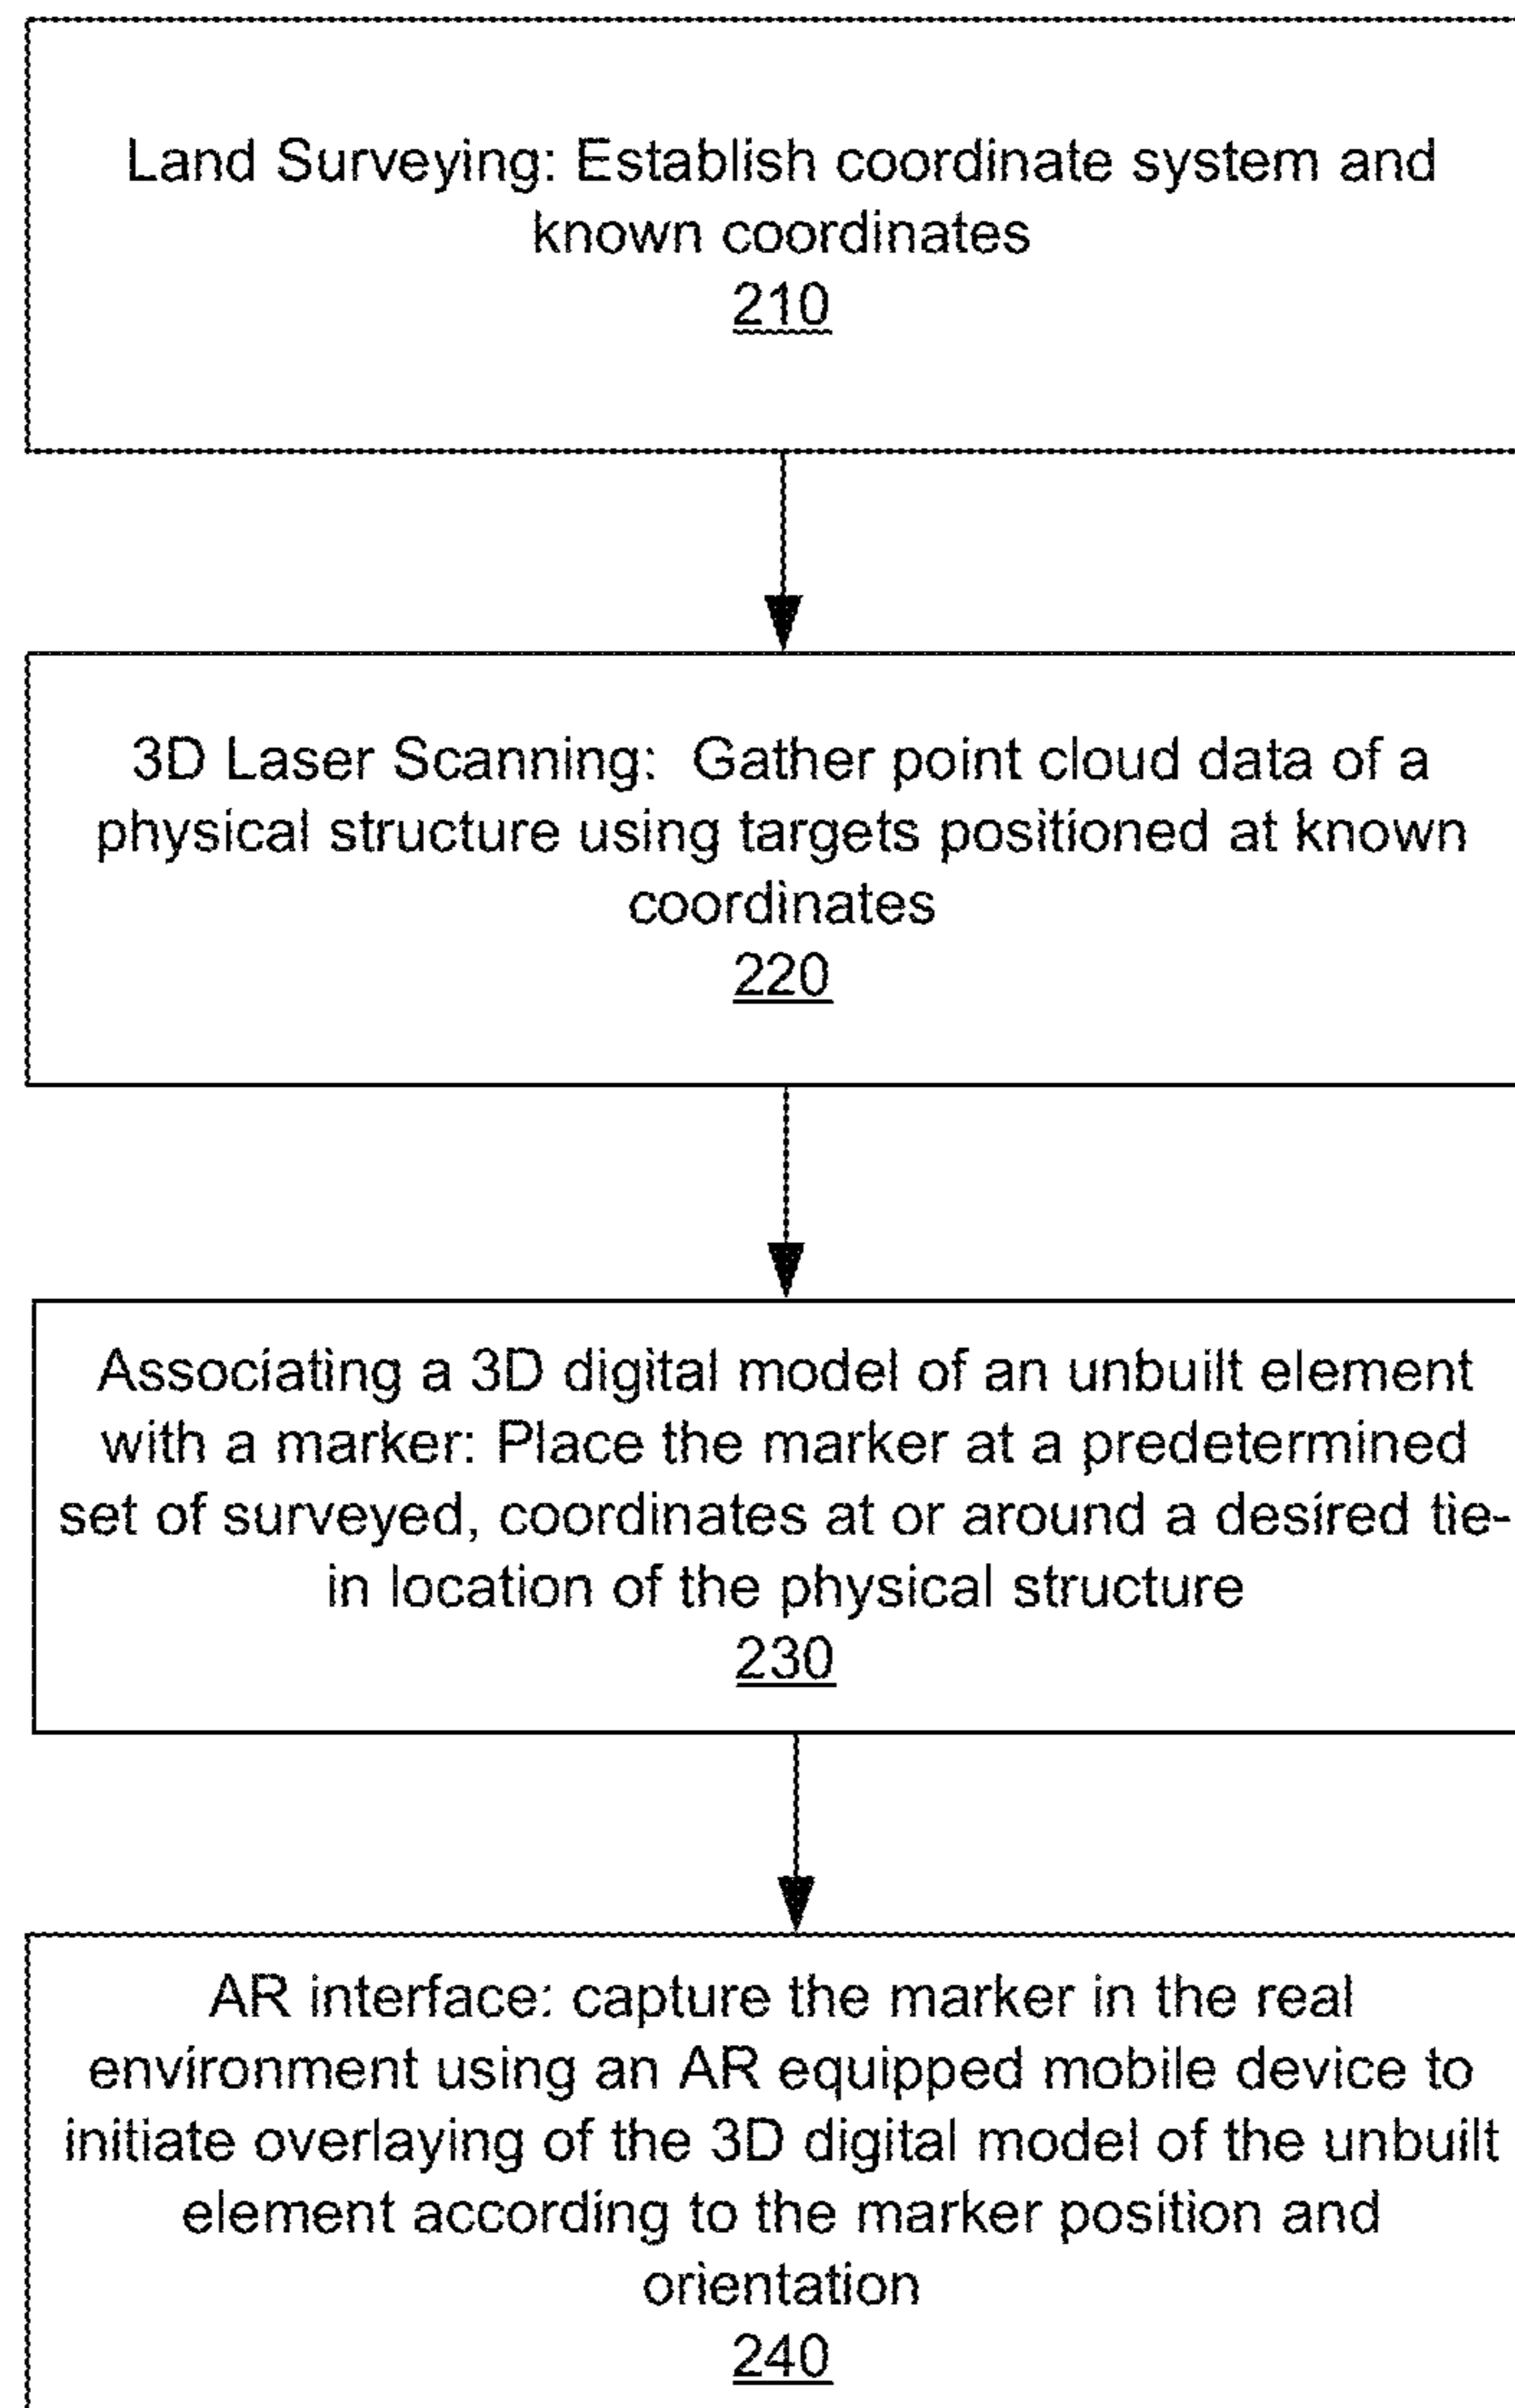 Land Surveying: Establish coordinate system and
known coordinates
210
3D Laser Scanning: Gather point cloud data of a
physical structure using targets positioned at known
coordinates
220
Associating a 3D digital model of an unbuilt element
with a marker: Place the marker at a predetermined
set of surveyed, coordinates at or around a desired tie-
in location of the physical structure
230
AR interface: capture the marker in the real
environment using an AR equipped mobile device to
initiate overlaying of the 3D digital model of the unbuilt
element according to the marker position and
orientation
240